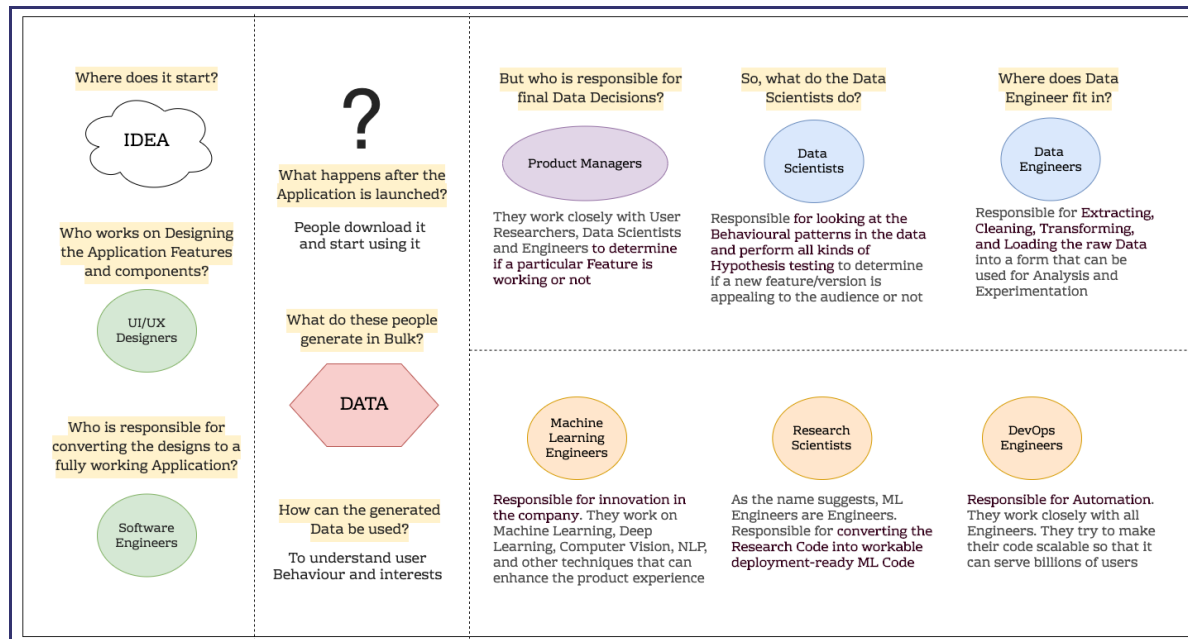 Where does it start?
IDEA
Who works on Designing
the Application Features
and components?
UI/UX
Designers
Who is responsible for
converting the designs to a
fully working Application?
Software
Engineers
?
What happens after the
Application is launched?
People download it
and start using it
What do these people
generate in Bulk?
DATA
How can the generated
Data be used?
To understand user
Behaviour and interests
But who is responsible for
final Data Decisions?
Product Managers
They work closely with User
Researchers, Data Scientists
and Engineers to determine
if a particular Feature is
working or not
So, what do the Data
Scientists do?
Data
Scientists
Responsible for looking at the
Behavioural patterns in the data
and perform all kinds of
Hypothesis testing to determine
if a new feature/version is
appealing to the audience or not
Where does Data
Engineer fit in?
Data
Engineers
Responsible for Extracting,
Cleaning, Transforming,
and Loading the raw Data
into a form that can be
used for Analysis and
Experimentation
Machine
Learning
Engineers
Responsible for innovation in
the company. They work on
Machine Learning, Deep
Learning, Computer Vision, NLP,
and other techniques that can
enhance the product experience
Research
Scientists
As the name suggests, ML
Engineers are Engineers.
Responsible for converting the
Research Code into workable
deployment-ready ML Code
DevOps
Engineers
Responsible for Automation.
They work closely with all
Engineers. They try to make
their code scalable so that it
can serve billions of users